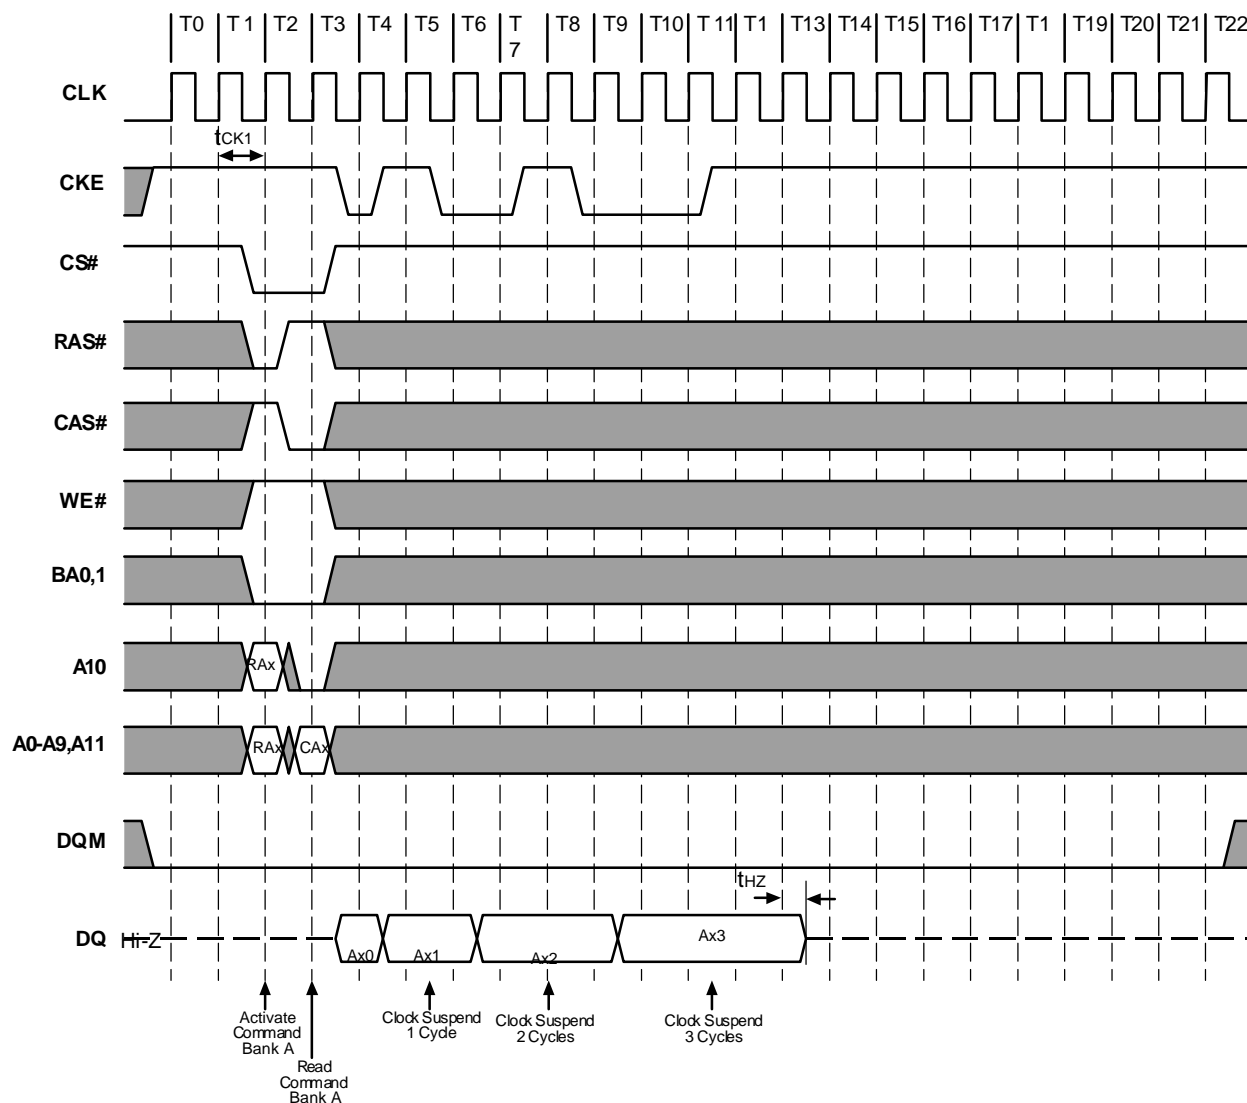 T0 T 1 T2 T3 T4 T5 T6 T T8 T9 T10 T 11 T1 T13 T14 T15 T16 T17 T1 T19 T20 T21 T22
7
CLK
tCK1
CKE
CS#
RAS#
CAS#
WE#
BA0,1
A10
RAx
A0-A9,A11
RAx
CAx
DQM
tHZ
DQ
Hi-Z
Ax0
Ax1
Ax2
Ax3
Activate
Command
Bank A
Read
Command
Bank A
Clock Suspend
1 Cycle
Clock Suspend
2 Cycles
Clock Suspend
3 Cycles